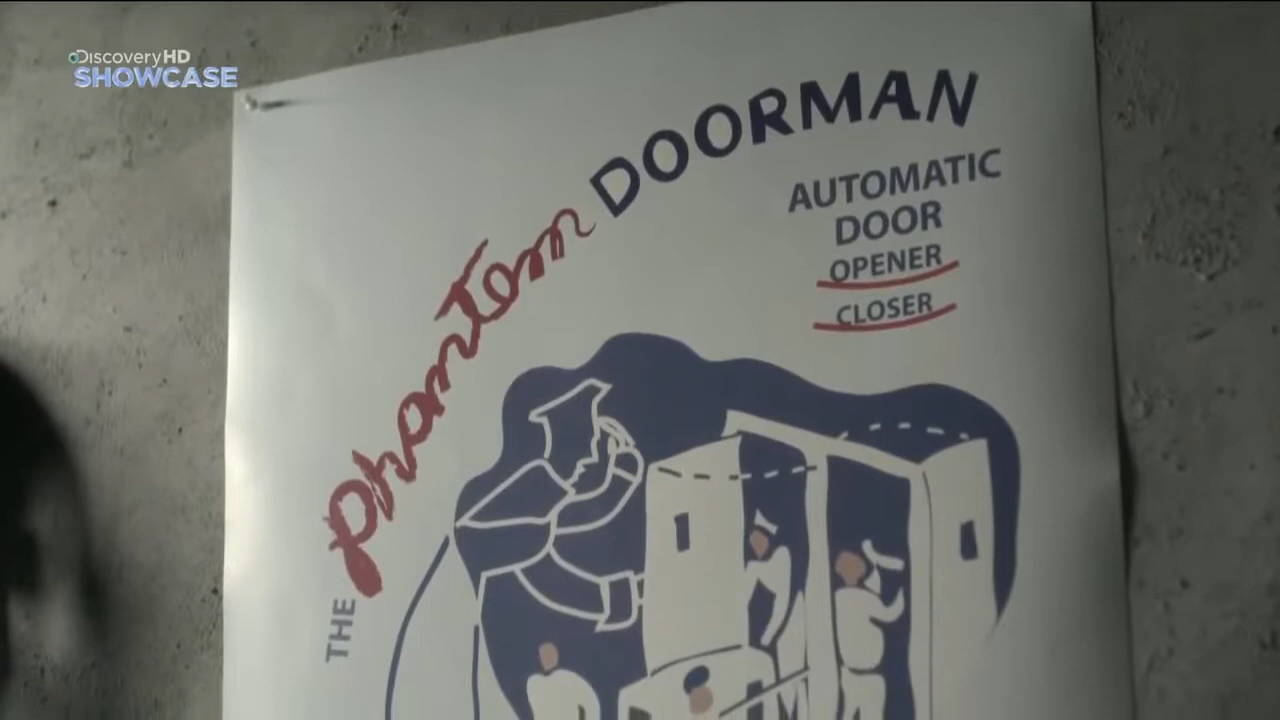 Discovery HD
SHOWCASE
THE phantom DOORMAN
AUTOMATIC
DOOR
OPENER
CLOSER